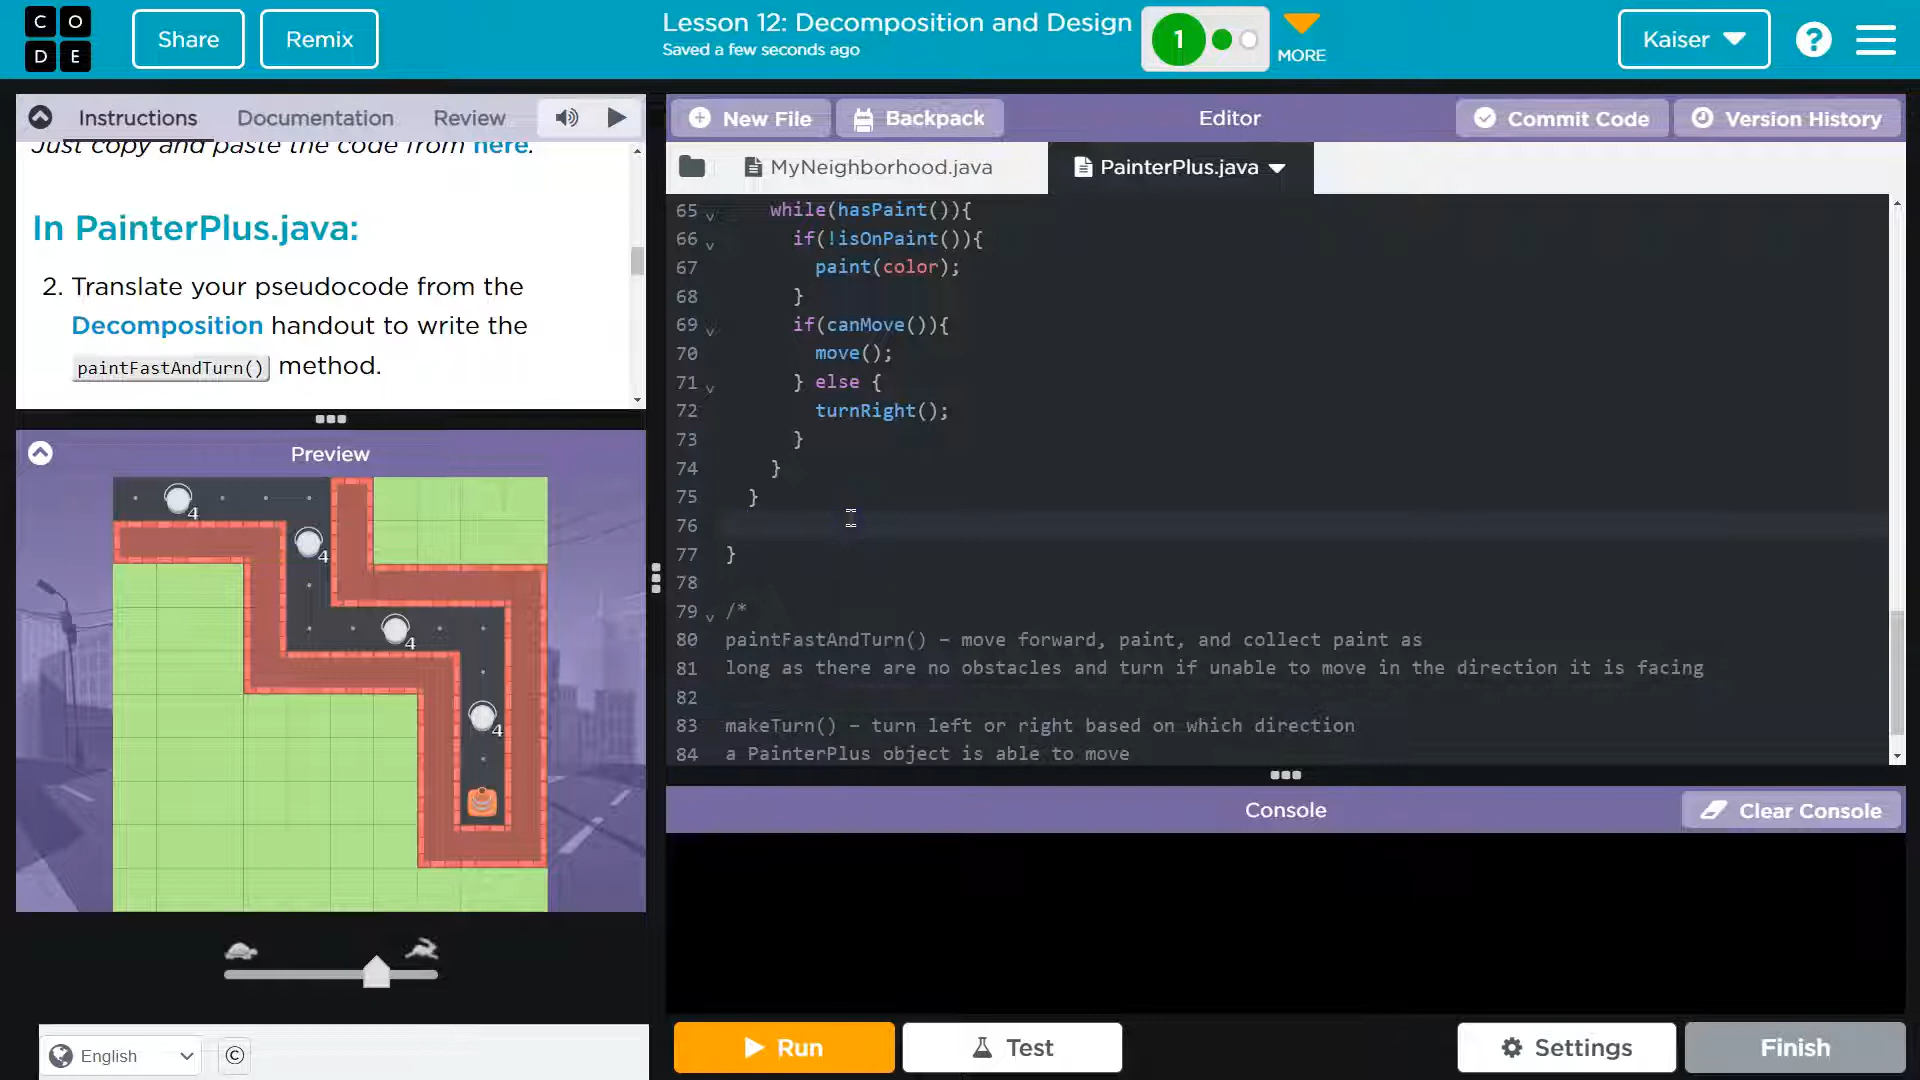 CODE
Share
Remix
Lesson 12: Decomposition and Design
Saved a few seconds ago
1
MORE
Kaiser
?
Instructions
Documentation
Review
Just copy and paste the code from here.
In PainterPlus.java:
2. Translate your pseudocode from the
Decomposition handout to write the
paintFastAndTurn() method.
Preview
4
4
4
4
English
©
New File
Backpack
Editor
Commit Code
Version History
MyNeighborhood.java
PainterPlus.java
65 while(hasPaint()){
66 if(!isOnPaint()){
67 paint(color);
68 }
69 if(canMove()){
70 move();
71 } else {
72 turnRight();
73 }
74 }
75 }
76
77 }
78
79 /*
80 paintFastAndTurn() - move forward, paint, and collect paint as
81 long as there are no obstacles and turn if unable to move in the direction it is facing
82
83 makeTurn() - turn left or right based on which direction
84 a PainterPlus object is able to move
Console
Clear Console
Run
Test
Settings
Finish